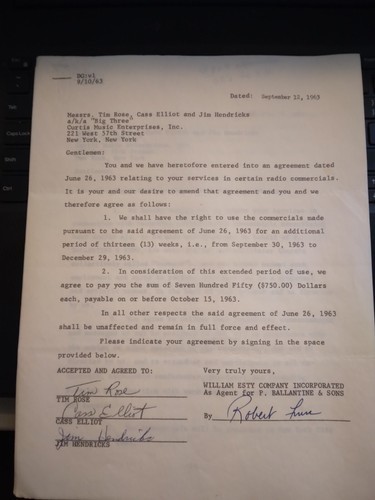 DG:el
9/10/63
Dated: September 12, 1963
Messrs. Tim Rose, Cass Elliot and Jim Hendricks
a/k/a "Big Three"
Curtis Music Enterprises, Inc.
221 West 57th Street
New York, New York
Gentlemen:
You and we have heretofore entered into an agreement dated
June 26, 1963 relating to your services in certain radio commercials.
It is your and our desire to amend that agreement and you and we
therefore agree as follows:
1. We shall have the right to use the commercials made
pursuant to the said agreement of June 26, 1963 for an additional
period of thirteen (13) weeks, i.e., from September 30, 1963 to
December 29, 1963.
2. In consideration of this extended period of use, we
agree to pay you the sum of Seven Hundred Fifty ($750.00) Dollars
each, payable on or before October 15, 1963.
In all other respects the said agreement of June 26, 1963
shall be unaffected and remain in full force and effect.
Please indicate your agreement by signing in the space
provided below.
ACCEPTED AND AGREED TO:
Very truly yours,
Tim Rose
TIM ROSE
WILLIAM ESTY COMPANY INCORPORATED
As Agent for P. BALLANTINE & SONS
Cass Elliot
CASS ELLIOT
By Robert
Jim Hendricks
JIM HENDRICKS
Tab
Caps Lock
Shift
Ctrl